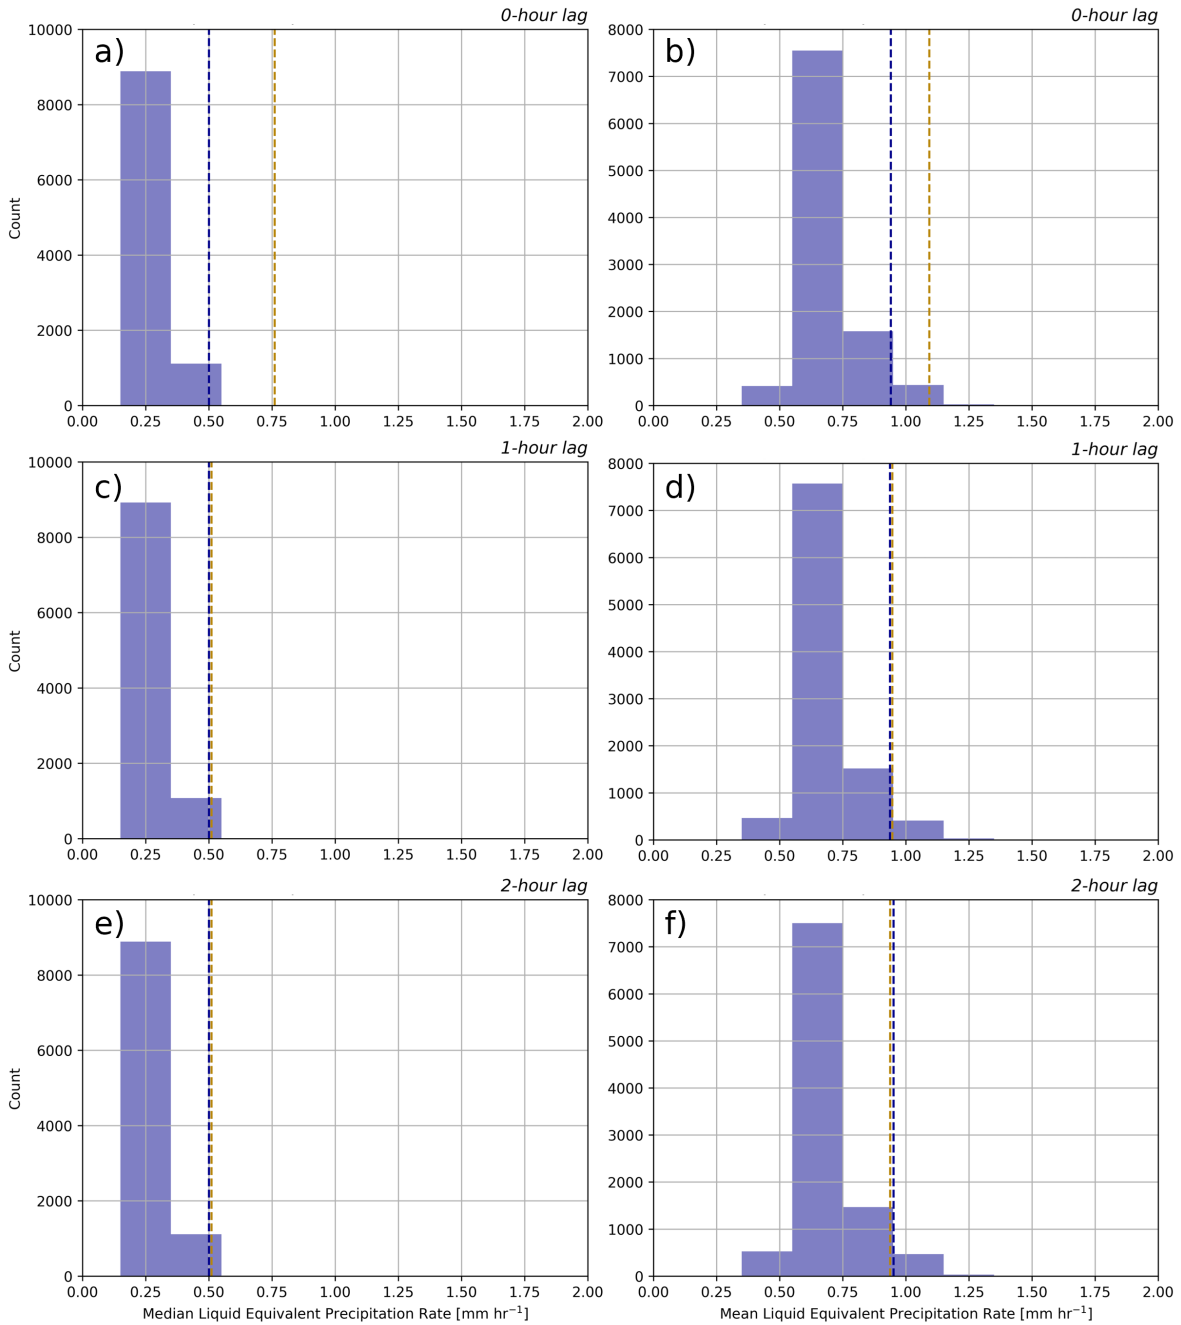 0-hour lag
a)
10000
8000
6000
4000
2000
0
Count
0.00 0.25 0.50 0.75 1.00 1.25 1.50 1.75 2.00
0-hour lag
b)
8000
7000
6000
5000
4000
3000
2000
1000
0
0.00 0.25 0.50 0.75 1.00 1.25 1.50 1.75 2.00
1-hour lag
c)
10000
8000
6000
4000
2000
0
Count
0.00 0.25 0.50 0.75 1.00 1.25 1.50 1.75 2.00
1-hour lag
d)
8000
7000
6000
5000
4000
3000
2000
1000
0
0.00 0.25 0.50 0.75 1.00 1.25 1.50 1.75 2.00
2-hour lag
e)
10000
8000
6000
4000
2000
0
Count
0.00 0.25 0.50 0.75 1.00 1.25 1.50 1.75 2.00
Median Liquid Equivalent Precipitation Rate [mm hr⁻¹]
2-hour lag
f)
8000
7000
6000
5000
4000
3000
2000
1000
0
0.00 0.25 0.50 0.75 1.00 1.25 1.50 1.75 2.00
Mean Liquid Equivalent Precipitation Rate [mm hr⁻¹]